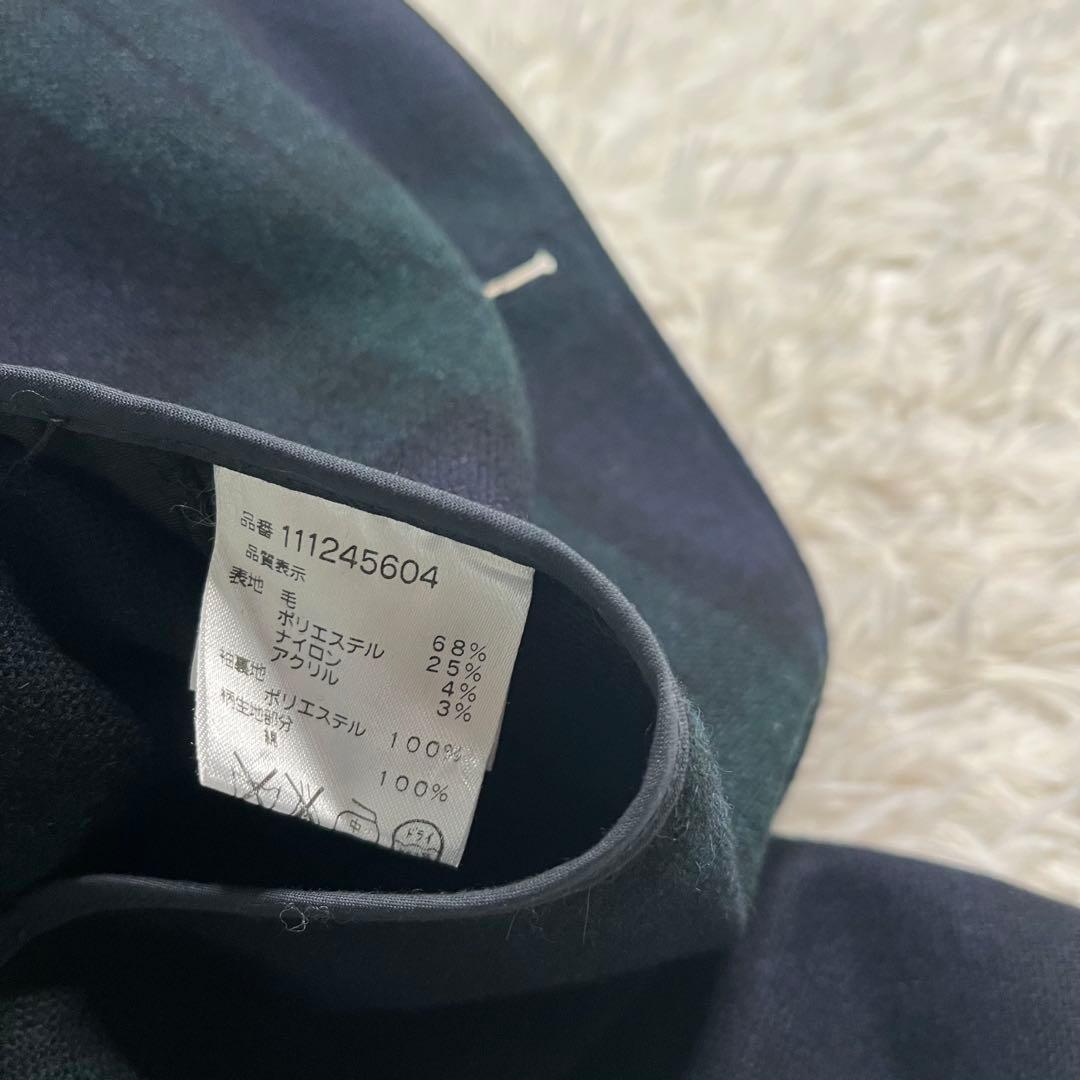 品番 111245604
品質表示
表地 毛 68%
ポリエステル 25%
ナイロン 4%
アクリル 3%
袖裏地
ポリエステル 100%
柄生地部分
綿 100%
中
ドライ